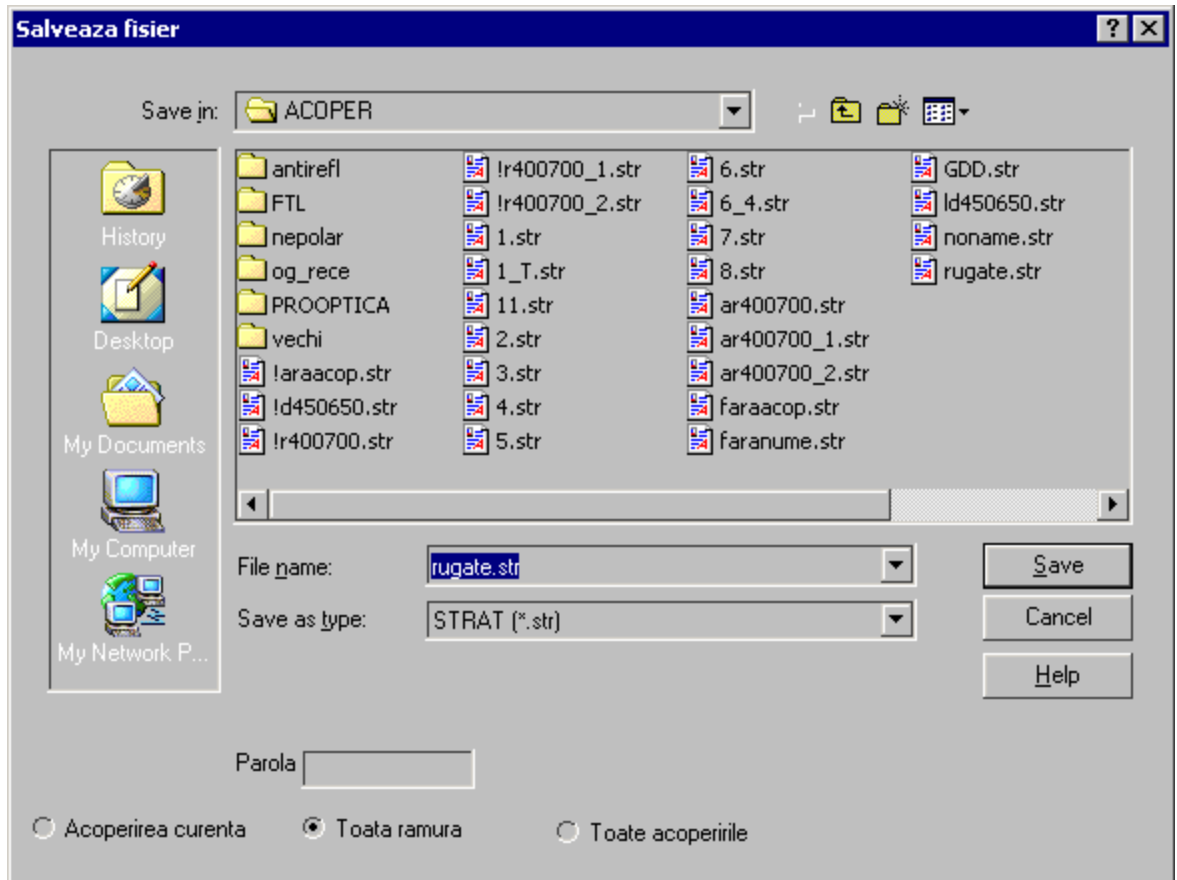 Salveaza fisier
Save in: ACOPER
History
Desktop
My Documents
My Computer
My Network P...
antirefl
FTL
nepolar
og_rece
PROOPTICA
vechi
!araacop.str
!d450650.str
!r400700.str
!r400700_1.str
!r400700_2.str
1.str
1_T.str
11.str
2.str
3.str
4.str
5.str
6.str
6_4.str
7.str
8.str
ar400700.str
ar400700_1.str
ar400700_2.str
faraacop.str
faranume.str
GDD.str
ld450650.str
noname.str
rugate.str
File name: rugate.str Save
Save as type: STRAT (*.str) Cancel
Help
Parola
Acoperirea curenta Toata ramura Toate acoperirile